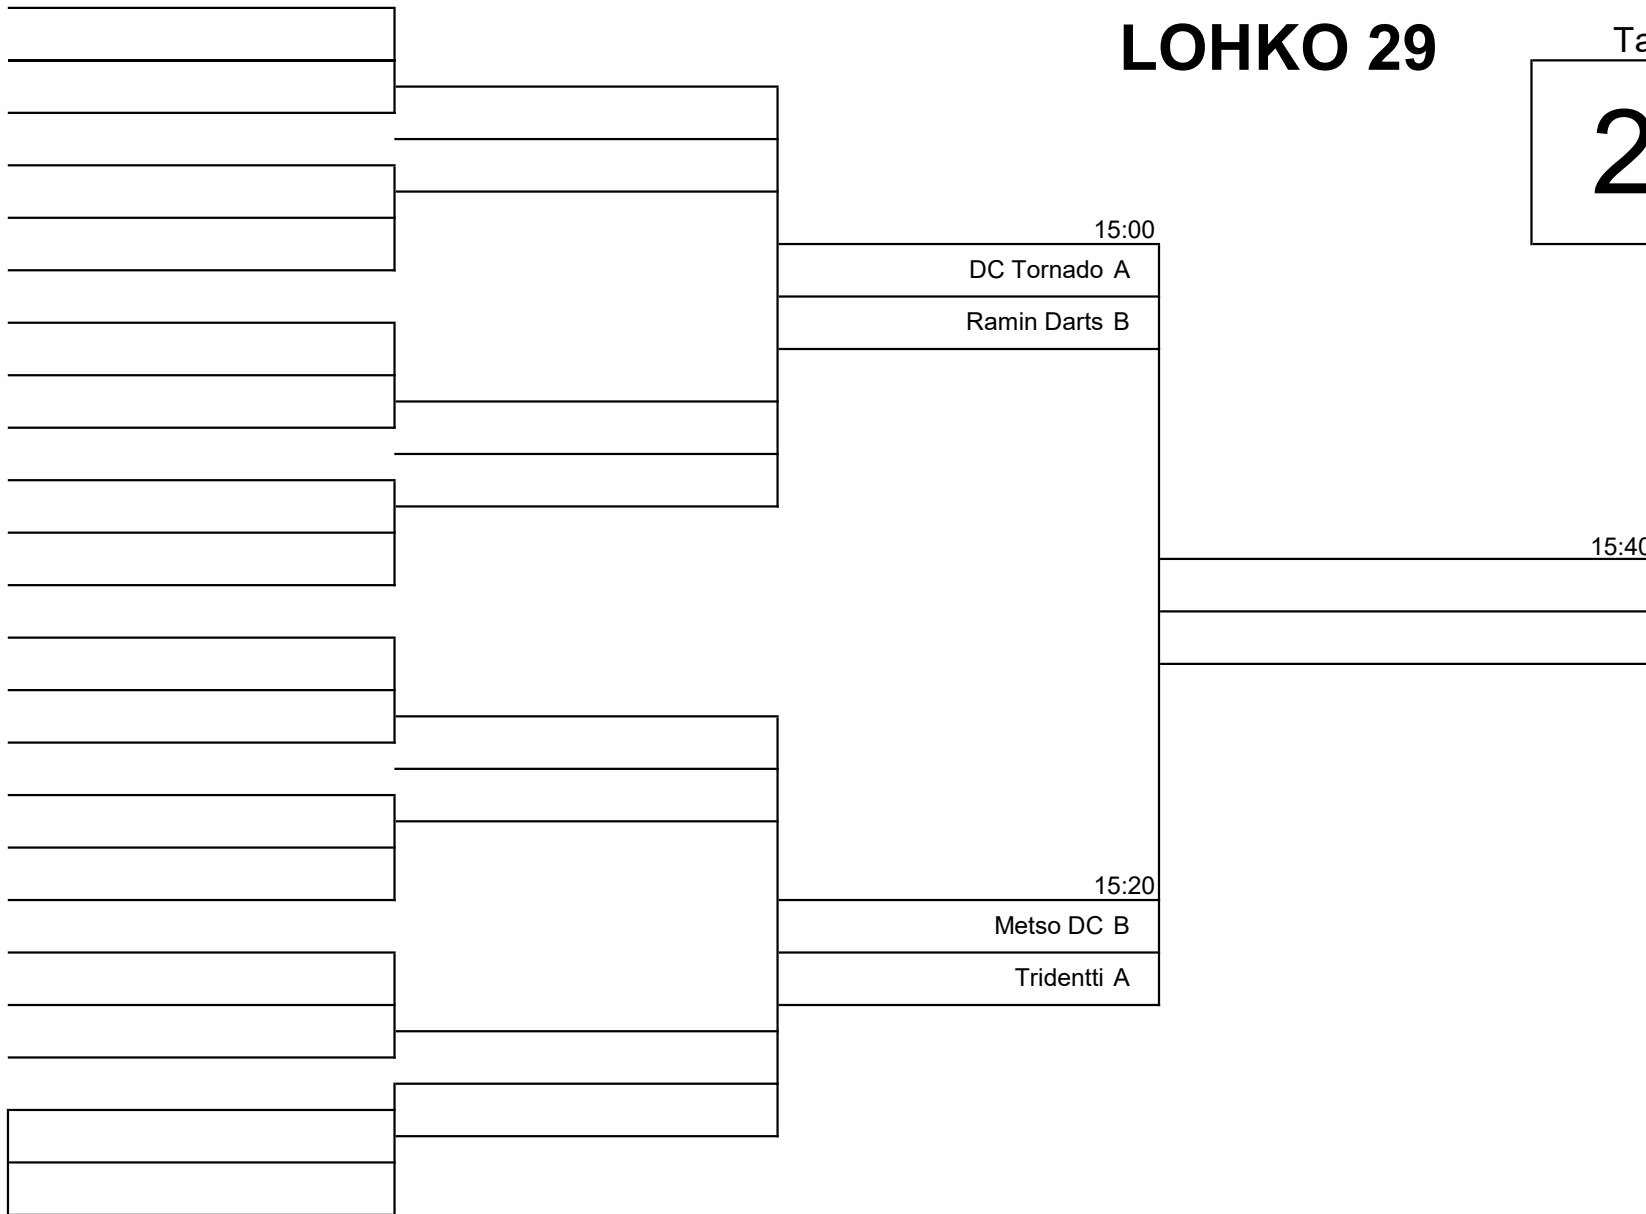 LOHKO 29
15:00
DC Tornado A
Ramin Darts B
15:40
15:20
Metso DC B
Tridentti A